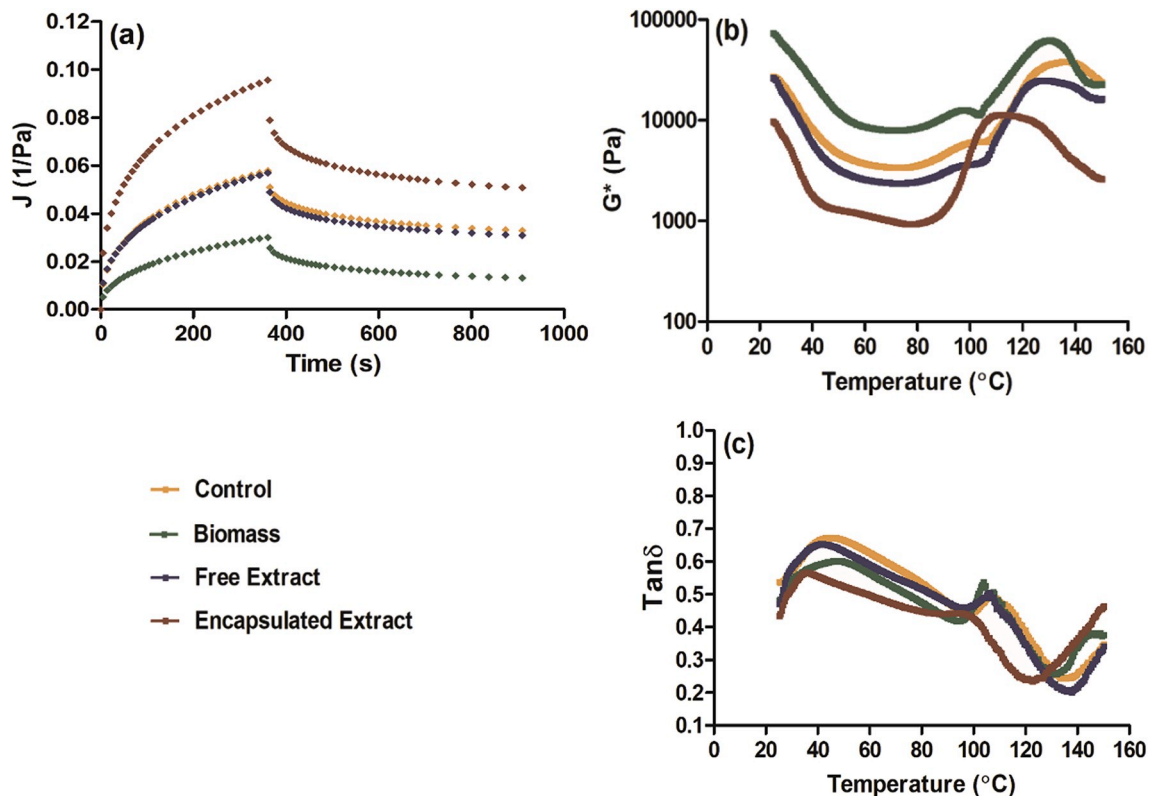 (a)
0.12
0.10
0.08
0.06
0.04
0.02
0.00
J (1/Pa)
0 200 400 600 800 1000
Time (s)
(b)
100000
10000
1000
100
G* (Pa)
0 20 40 60 80 100 120 140 160
Temperature (°C)
Control
Biomass
Free Extract
Encapsulated Extract
(c)
1.0
0.9
0.8
0.7
0.6
0.5
0.4
0.3
0.2
0.1
Tanδ
0 20 40 60 80 100 120 140 160
Temperature (°C)